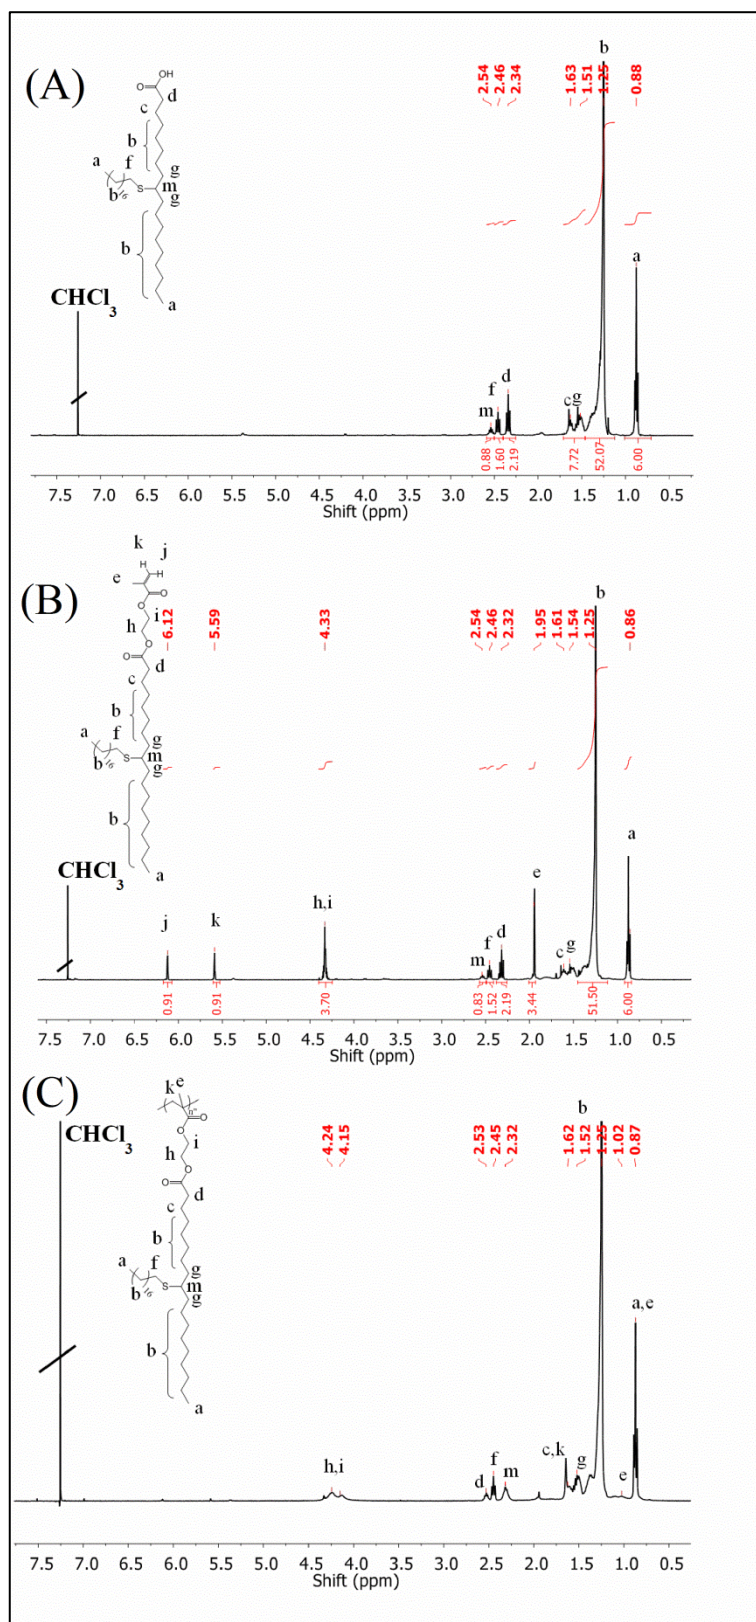 (A)
O
OH
c
d
b
a
f
g
S
m
b
16
g
b
a
CHCl3
2.54
2.46
2.34
1.63
1.51
1.25
0.88
b
a
d
f
m
c
g
0.88
1.60
2.19
7.72
52.07
6.00
7.5 7.0 6.5 6.0 5.5 5.0 4.5 4.0 3.5 3.0 2.5 2.0 1.5 1.0 0.5
Shift (ppm)
(B)
k
j
H
H
e
O
O
i
h
O
O
d
c
b
a
f
g
S
m
b
16
g
b
a
CHCl3
6.12
5.59
4.33
2.54
2.46
2.32
1.95
1.61
1.54
1.25
0.86
b
a
e
h,i
j
k
d
f
m
c
g
0.91
0.91
3.70
0.83
1.52
2.19
3.44
51.50
6.00
7.5 7.0 6.5 6.0 5.5 5.0 4.5 4.0 3.5 3.0 2.5 2.0 1.5 1.0 0.5
Shift (ppm)
(C)
k
e
n
O
O
i
h
O
O
d
c
b
a
f
g
S
m
b
16
g
b
a
CHCl3
4.24
4.15
2.53
2.45
2.32
1.62
1.52
1.25
1.02
0.87
b
a,e
c,k
f
m
d
g
e
h,i
7.5 7.0 6.5 6.0 5.5 5.0 4.5 4.0 3.5 3.0 2.5 2.0 1.5 1.0 0.5
Shift (ppm)